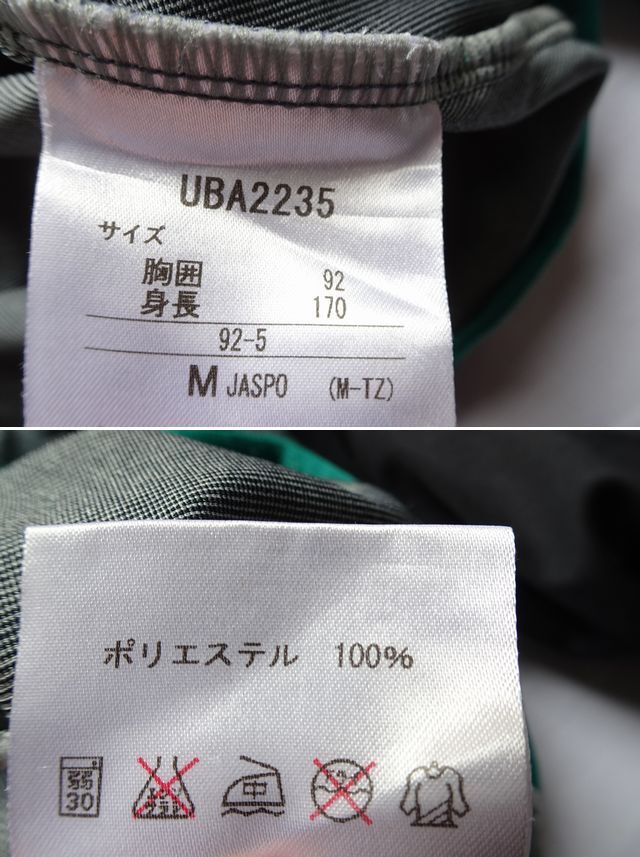 UBA2235
サイズ
胸囲 92
身長 170
92-5
M JASPO (M-TZ)
ポリエステル 100%
弱
30
中